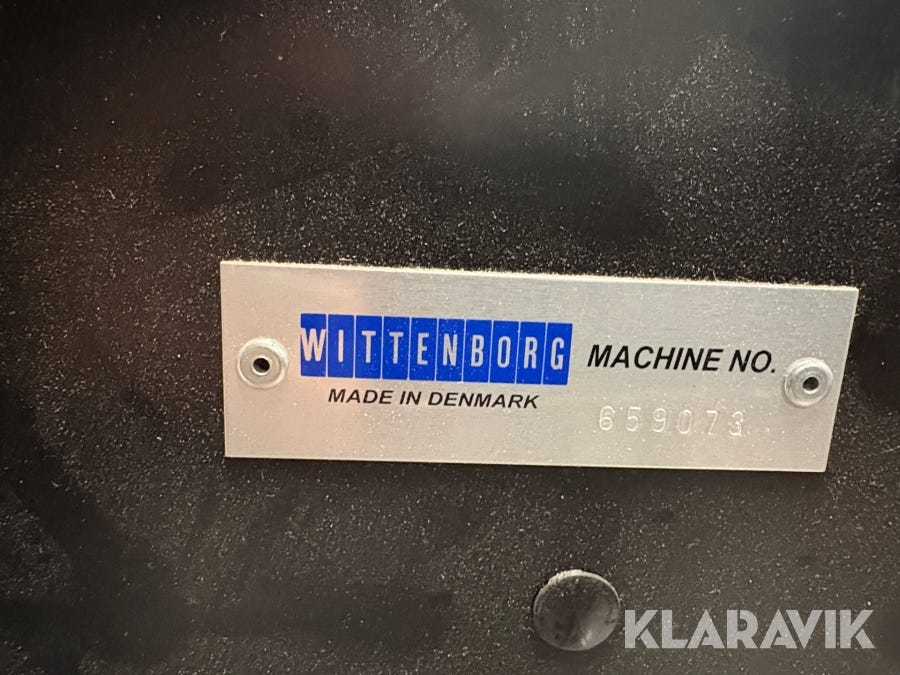 WITTENBORG MACHINE NO.
MADE IN DENMARK
659073
KLARAVIK